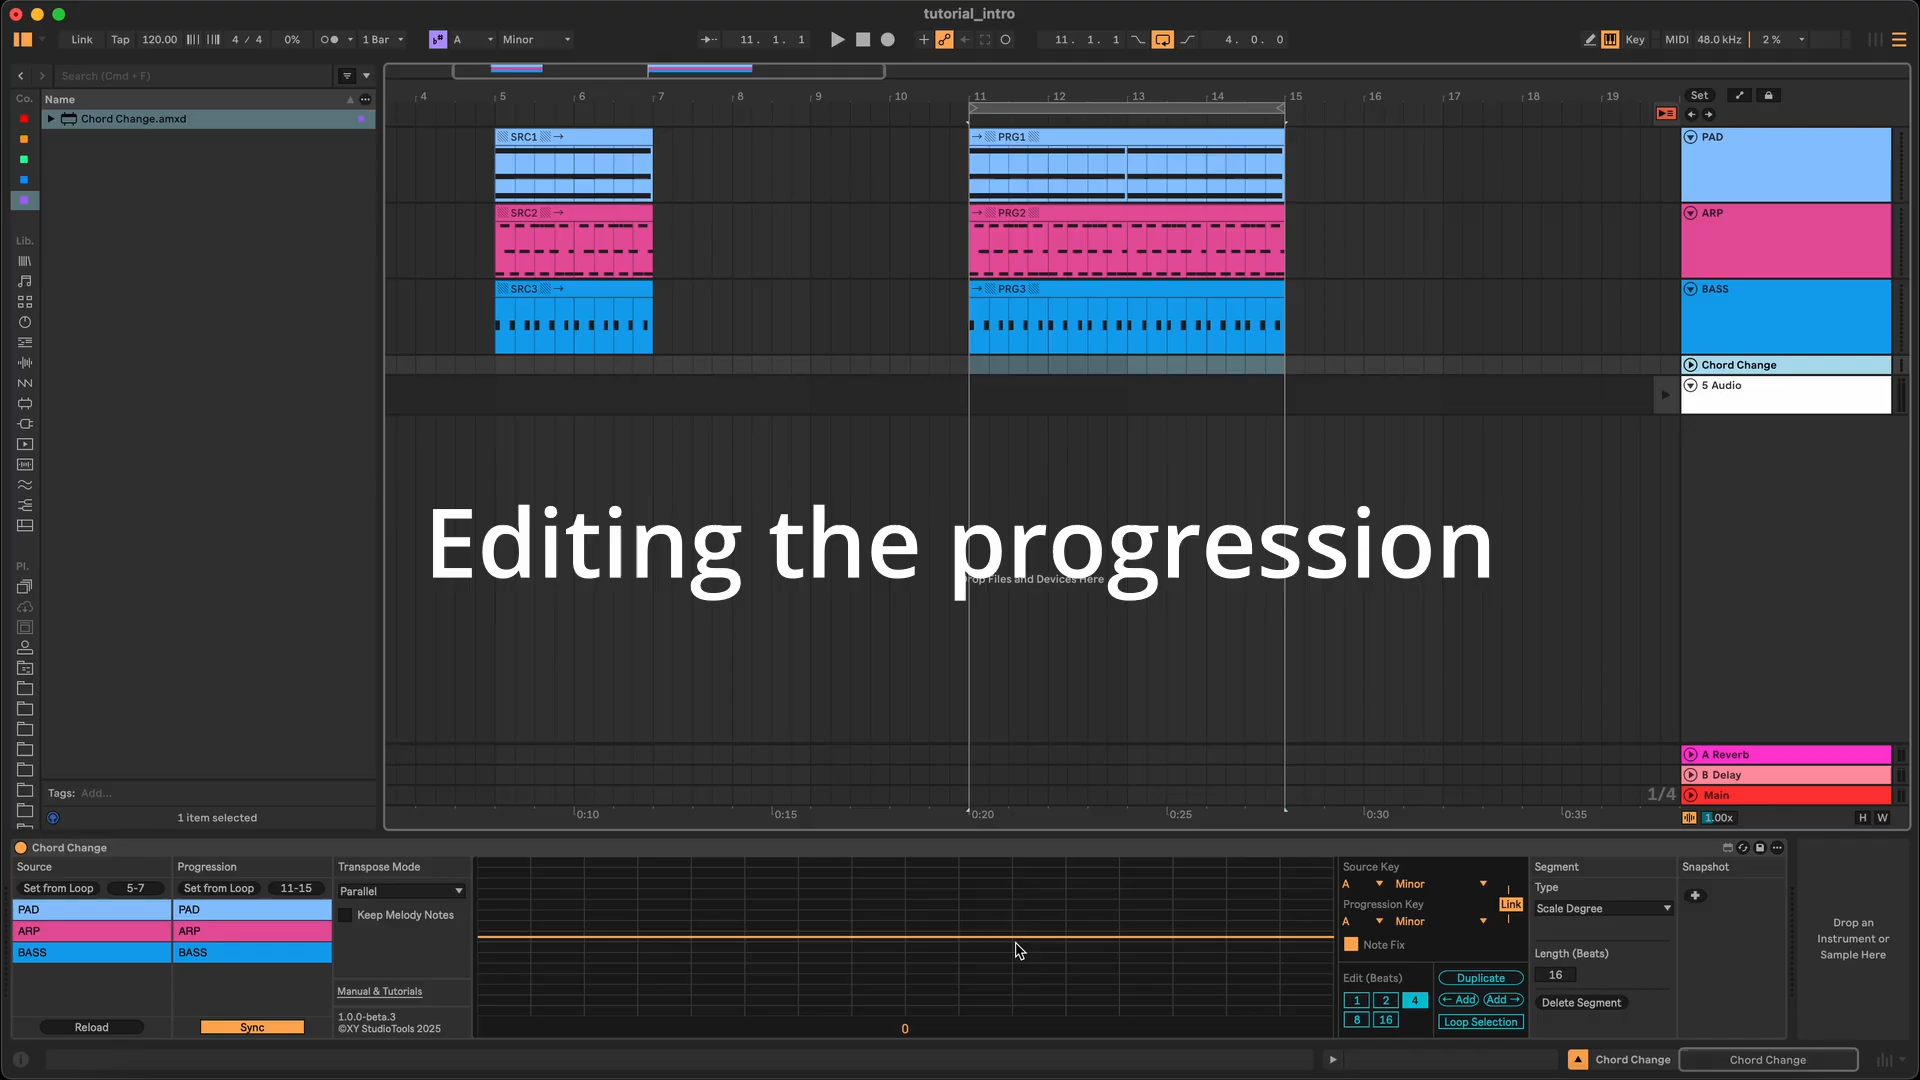 tutorial_intro
Link Tap 120.00 4 / 4 0% 1 Bar A Minor 11. 1. 1 11. 1. 1 4. 0. 0 Key MIDI 48.0 kHz 2 %
Search (Cmd + F)
Co. Name
Chord Change.amxd
Lib.
Pl.
Tags: Add...
1 item selected
4 5 6 7 8 9 10 11 12 13 14 15 16 17 18 19 Set
SRC1 PRG1 PAD
SRC2 PRG2 ARP
SRC3 PRG3 BASS
Chord Change
5 Audio
Editing the progression
rop Files and Devices Here
A Reverb
B Delay
1/4 Main
0:10 0:15 0:20 0:25 0:30 0:35 1.00x H W
Chord Change
Source Progression Transpose Mode
Set from Loop 5-7 Set from Loop 11-15 Parallel
PAD PAD Keep Melody Notes
ARP ARP
BASS BASS
Manual & Tutorials
1.0.0-beta.3
©XY StudioTools 2025
Reload Sync
0
Source Key
A Minor
Progression Key Link
A Minor
Note Fix
Edit (Beats) Duplicate
1 2 4 ← Add Add →
8 16 Loop Selection
Segment
Type
Scale Degree
Length (Beats)
16
Delete Segment
Snapshot
Drop an
Instrument or
Sample Here
Chord Change Chord Change